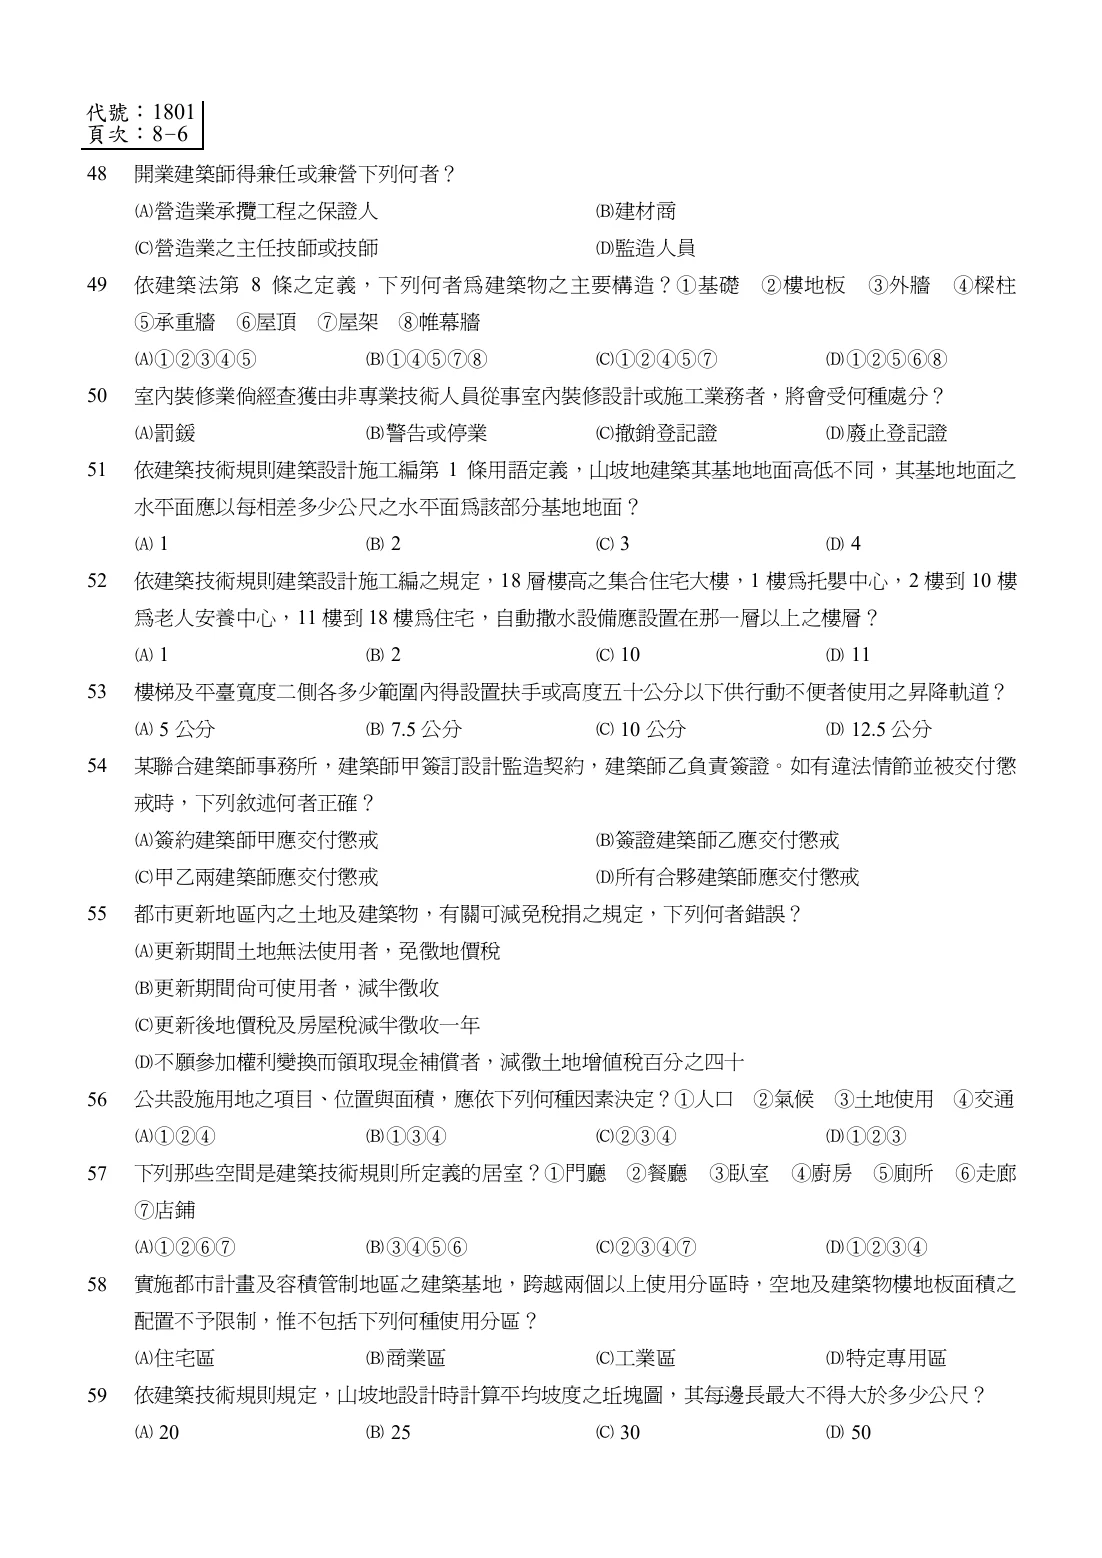 代號：1801
頁次：8－6
48 開業建築師得兼任或兼營下列何者？
(A)營造業承攬工程之保證人 (B)建材商
(C)營造業之主任技師或技師 (D)監造人員
49 依建築法第 8 條之定義，下列何者為建築物之主要構造？①基礎 ②樓地板 ③外牆 ④樑柱
⑤承重牆 ⑥屋頂 ⑦屋架 ⑧帷幕牆
(A)①②③④⑤ (B)①④⑤⑦⑧ (C)①②④⑤⑦ (D)①②⑤⑥⑧
50 室內裝修業倘經查獲由非專業技術人員從事室內裝修設計或施工業務者，將會受何種處分？
(A)罰鍰 (B)警告或停業 (C)撤銷登記證 (D)廢止登記證
51 依建築技術規則建築設計施工編第 1 條用語定義，山坡地建築其基地地面高低不同，其基地地面之
水平面應以每相差多少公尺之水平面為該部分基地地面？
(A) 1 (B) 2 (C) 3 (D) 4
52 依建築技術規則建築設計施工編之規定，18 層樓高之集合住宅大樓，1 樓為托嬰中心，2 樓到 10 樓
為老人安養中心，11 樓到 18 樓為住宅，自動撒水設備應設置在那一層以上之樓層？
(A) 1 (B) 2 (C) 10 (D) 11
53 樓梯及平臺寬度二側各多少範圍內得設置扶手或高度五十公分以下供行動不便者使用之昇降軌道？
(A) 5 公分 (B) 7.5 公分 (C) 10 公分 (D) 12.5 公分
54 某聯合建築師事務所，建築師甲簽訂設計監造契約，建築師乙負責簽證。如有違法情節並被交付懲
戒時，下列敘述何者正確？
(A)簽約建築師甲應交付懲戒 (B)簽證建築師乙應交付懲戒
(C)甲乙兩建築師應交付懲戒 (D)所有合夥建築師應交付懲戒
55 都市更新地區內之土地及建築物，有關可減免稅捐之規定，下列何者錯誤？
(A)更新期間土地無法使用者，免徵地價稅
(B)更新期間尚可使用者，減半徵收
(C)更新後地價稅及房屋稅減半徵收一年
(D)不願參加權利變換而領取現金補償者，減徵土地增值稅百分之四十
56 公共設施用地之項目、位置與面積，應依下列何種因素決定？①人口 ②氣候 ③土地使用 ④交通
(A)①②④ (B)①③④ (C)②③④ (D)①②③
57 下列那些空間是建築技術規則所定義的居室？①門廳 ②餐廳 ③臥室 ④廚房 ⑤廁所 ⑥走廊
⑦店鋪
(A)①②⑥⑦ (B)③④⑤⑥ (C)②③④⑦ (D)①②③④
58 實施都市計畫及容積管制地區之建築基地，跨越兩個以上使用分區時，空地及建築物樓地板面積之
配置不予限制，惟不包括下列何種使用分區？
(A)住宅區 (B)商業區 (C)工業區 (D)特定專用區
59 依建築技術規則規定，山坡地設計時計算平均坡度之坵塊圖，其每邊長最大不得大於多少公尺？
(A) 20 (B) 25 (C) 30 (D) 50